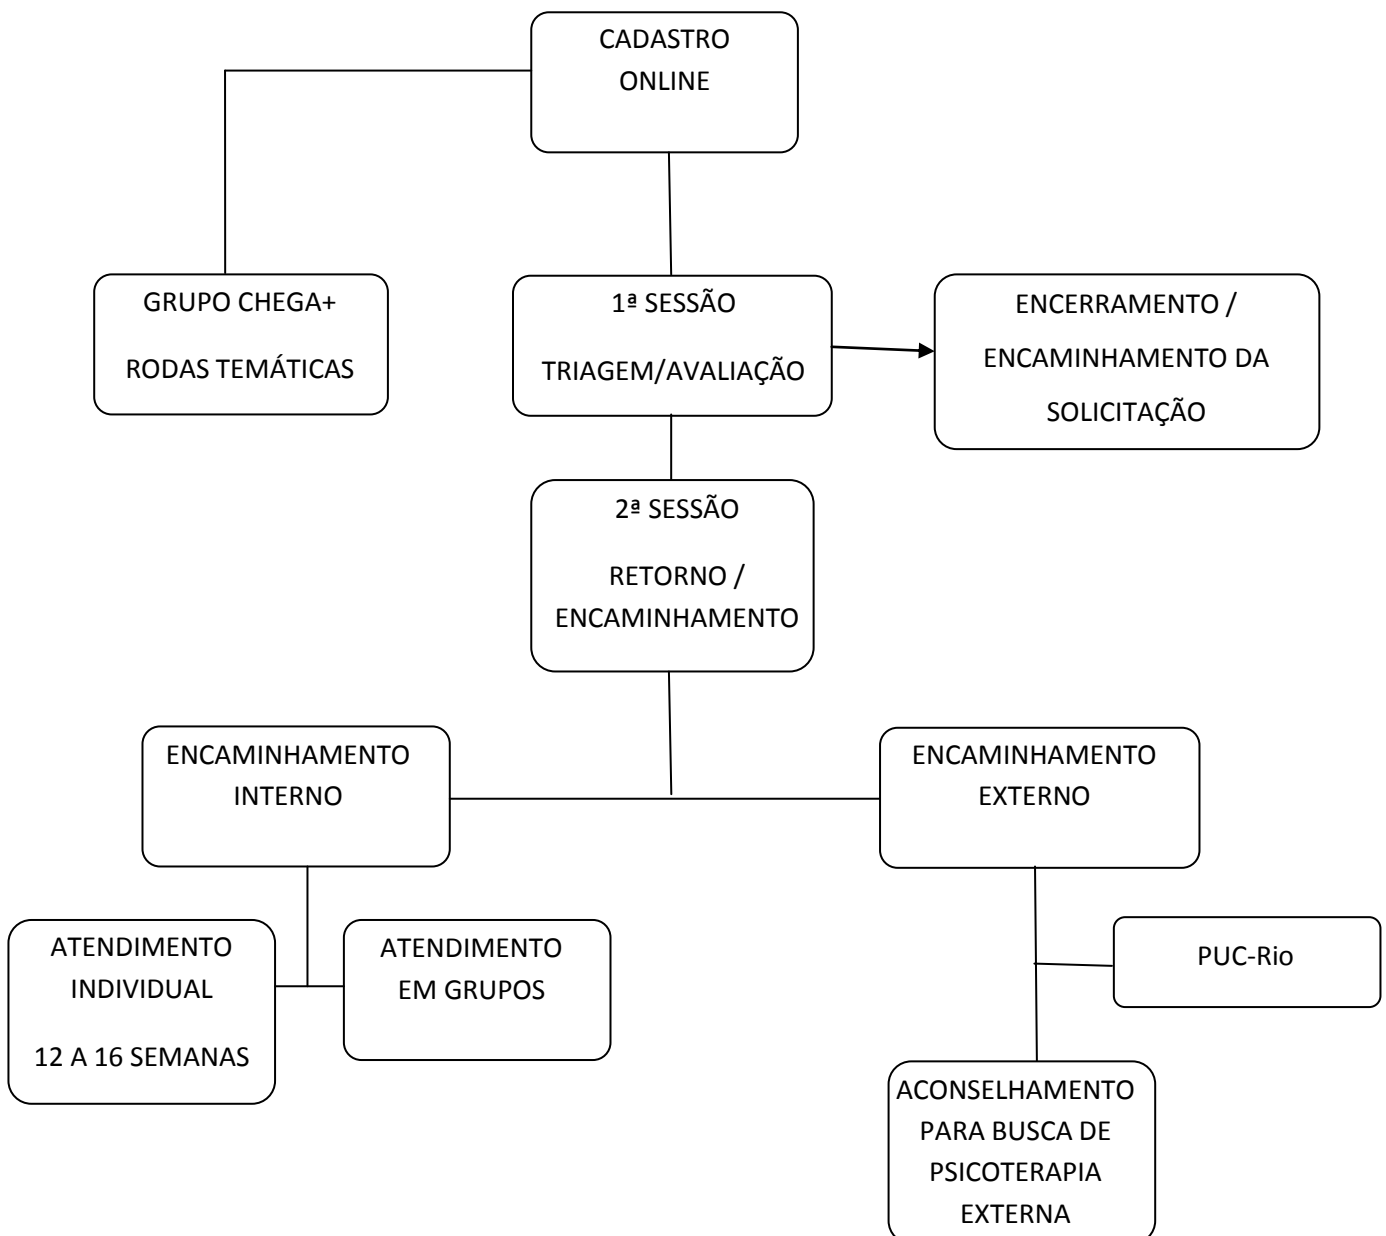 CADASTRO
ONLINE
GRUPO CHEGA+
RODAS TEMÁTICAS
1ª SESSÃO
TRIAGEM/AVALIAÇÃO
ENCERRAMENTO /
ENCAMINHAMENTO DA
SOLICITAÇÃO
2ª SESSÃO
RETORNO /
ENCAMINHAMENTO
ENCAMINHAMENTO
INTERNO
ENCAMINHAMENTO
EXTERNO
ATENDIMENTO
INDIVIDUAL
12 A 16 SEMANAS
ATENDIMENTO
EM GRUPOS
PUC-Rio
ACONSELHAMENTO
PARA BUSCA DE
PSICOTERAPIA
EXTERNA